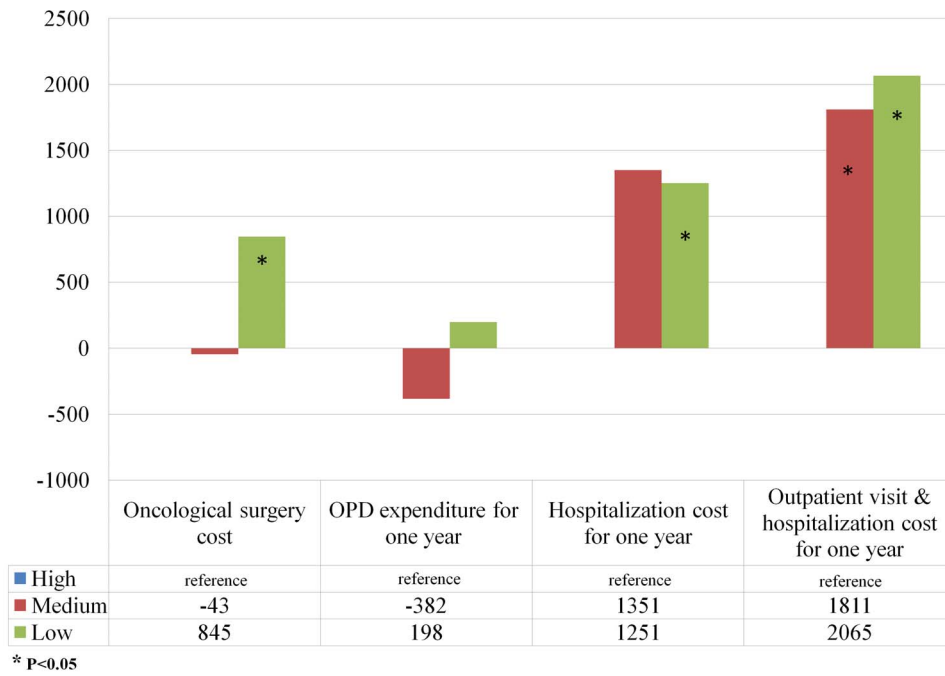 2500
2000
1500
1000
500
0
-500
-1000
*
*
*
*
Oncological surgery cost
OPD expenditure for one year
Hospitalization cost for one year
Outpatient visit & hospitalization cost for one year
High reference reference reference reference
Medium -43 -382 1351 1811
Low 845 198 1251 2065
* P<0.05